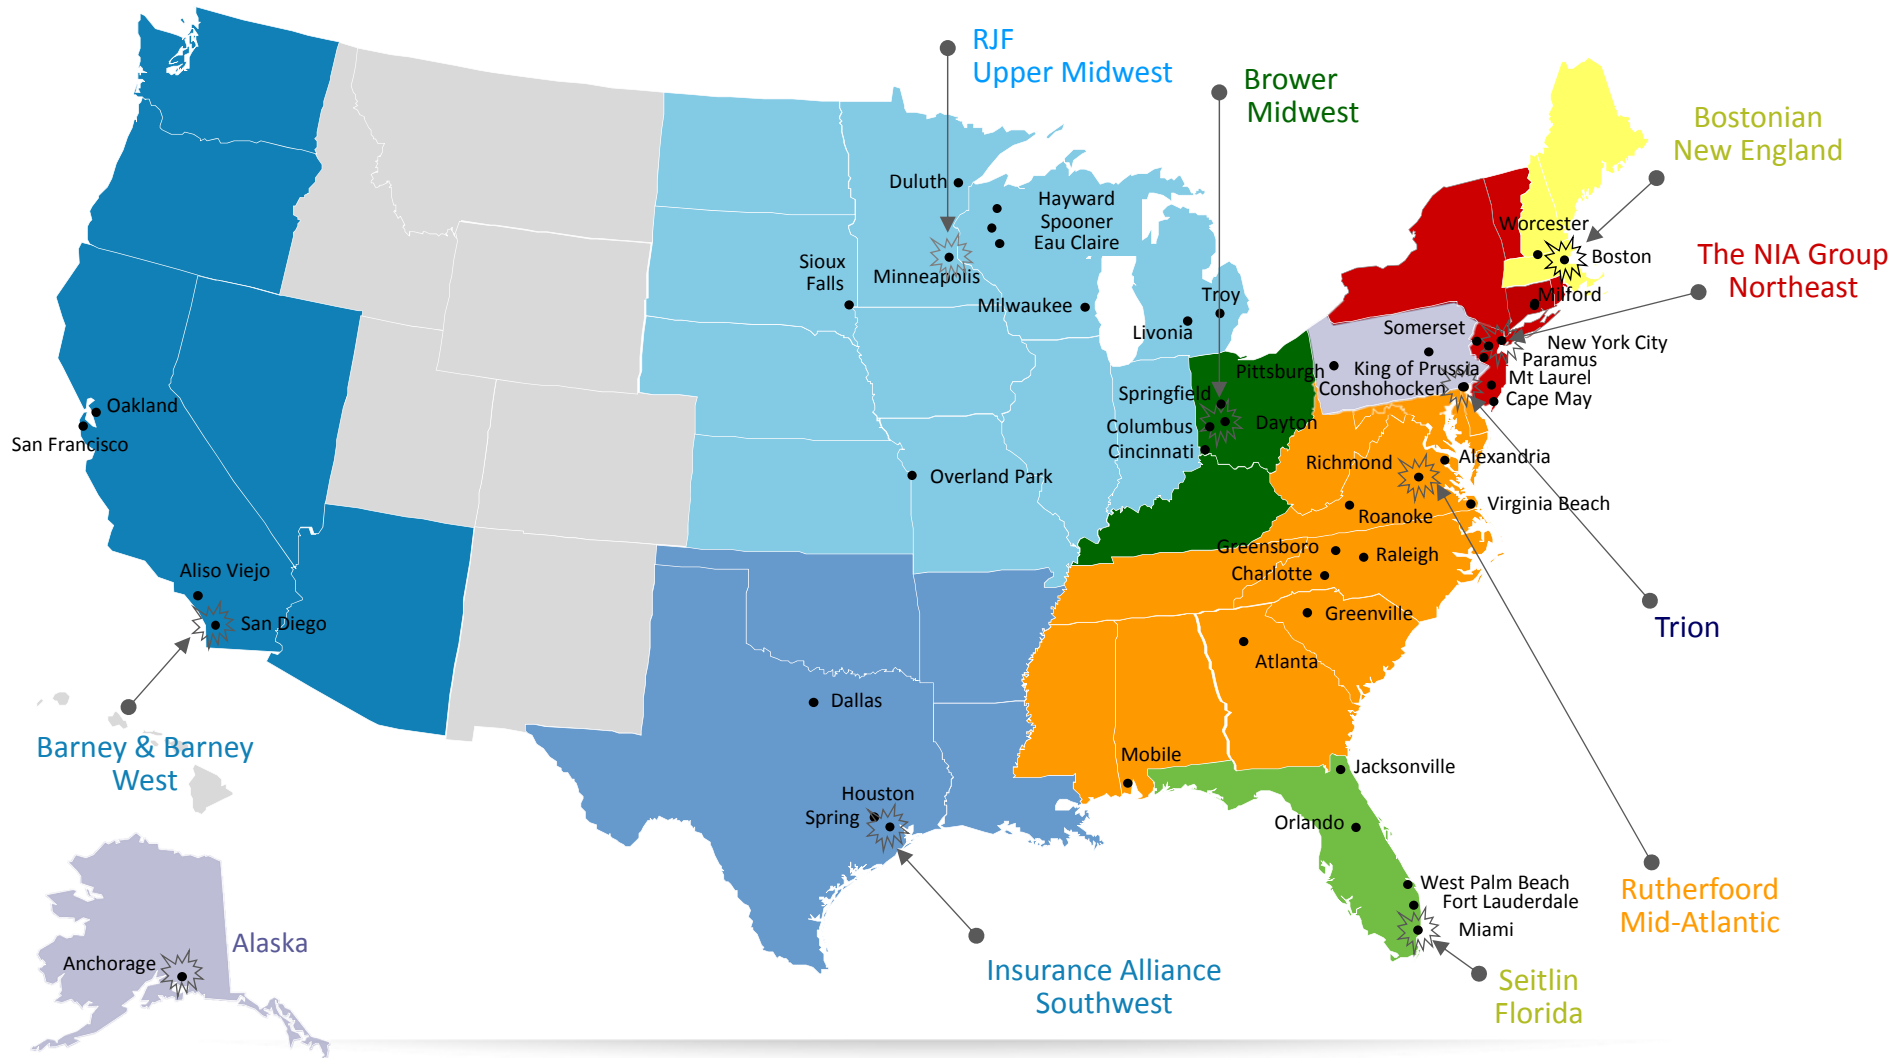 RJF
Upper Midwest
Brower
Midwest
Bostonian
New England
Duluth
Hayward
Spooner
Eau Claire
Worcester
Boston
Sioux
Falls
Minneapolis
The NIA Group
Northeast
Milwaukee
Troy
Livonia
Milford
Somerset
New York City
Pittsburgh
King of Prussia
Paramus
Conshohocken
Mt Laurel
Cape May
Springfield
Oakland
San Francisco
Columbus
Dayton
Cincinnati
Overland Park
Richmond
Alexandria
Virginia Beach
Roanoke
Greensboro
Raleigh
Charlotte
Aliso Viejo
San Diego
Greenville
Trion
Atlanta
Dallas
Barney & Barney
West
Mobile
Jacksonville
Houston
Spring
Orlando
West Palm Beach
Fort Lauderdale
Miami
Rutherfoord
Mid-Atlantic
Alaska
Anchorage
Insurance Alliance
Southwest
Seitlin
Florida